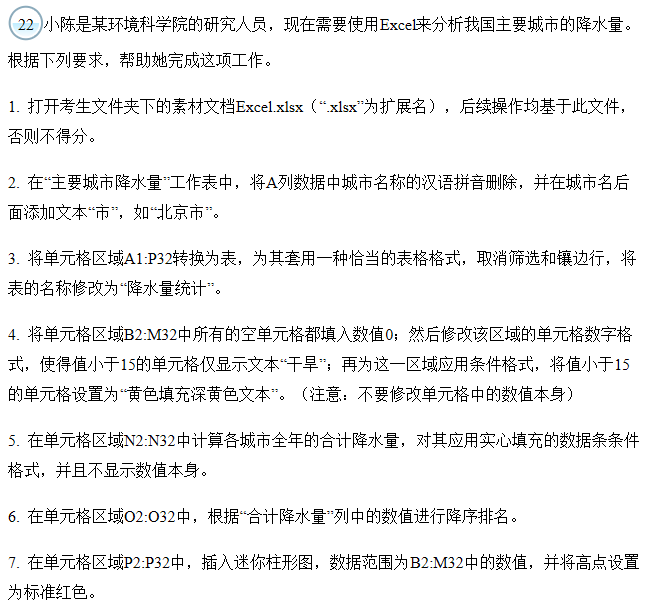 22 小陈是某环境科学院的研究人员，现在需要使用Excel来分析我国主要城市的降水量。
根据下列要求，帮助她完成这项工作。
1. 打开考生文件夹下的素材文档Excel.xlsx（“.xlsx”为扩展名），后续操作均基于此文件，
否则不得分。
2. 在“主要城市降水量”工作表中，将A列数据中城市名称的汉语拼音删除，并在城市名后
面添加文本“市”，如“北京市”。
3. 将单元格区域A1:P32转换为表，为其套用一种恰当的表格格式，取消筛选和镶边行，将
表的名称修改为“降水量统计”。
4. 将单元格区域B2:M32中所有的空单元格都填入数值0；然后修改该区域的单元格数字格
式，使得值小于15的单元格仅显示文本“干旱”；再为这一区域应用条件格式，将值小于15
的单元格设置为“黄色填充深黄色文本”。（注意：不要修改单元格中的数值本身）
5. 在单元格区域N2:N32中计算各城市全年的合计降水量，对其应用实心填充的数据条条件
格式，并且不显示数值本身。
6. 在单元格区域O2:O32中，根据“合计降水量”列中的数值进行降序排名。
7. 在单元格区域P2:P32中，插入迷你柱形图，数据范围为B2:M32中的数值，并将高点设置
为标准红色。